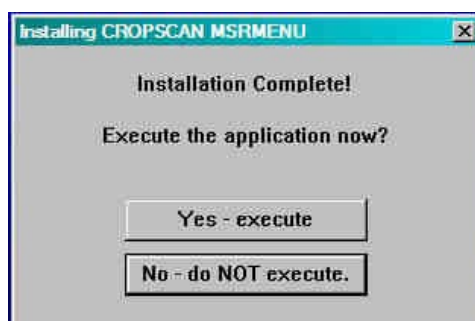 Installing CROPSCAN MSRMENU
Installation Complete!
Execute the application now?
Yes - execute
No - do NOT execute.